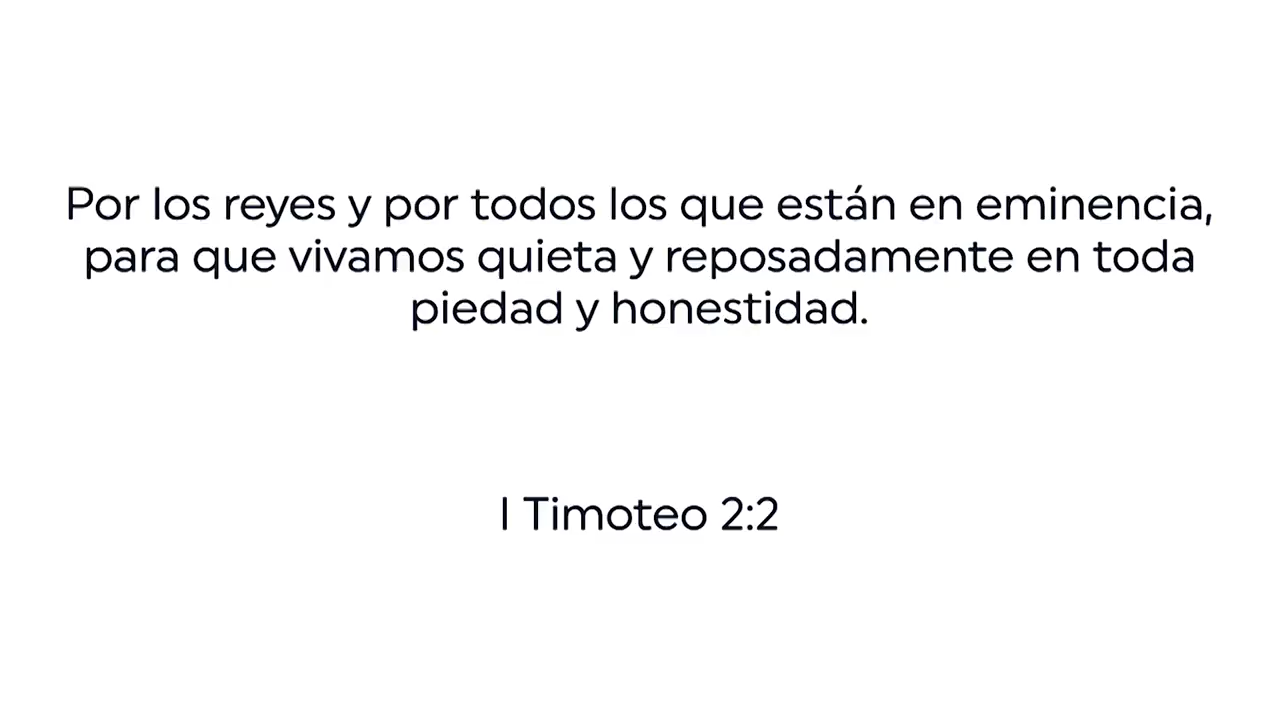 Por los reyes y por todos los que están en eminencia,
para que vivamos quieta y reposadamente en toda
piedad y honestidad.
I Timoteo 2:2